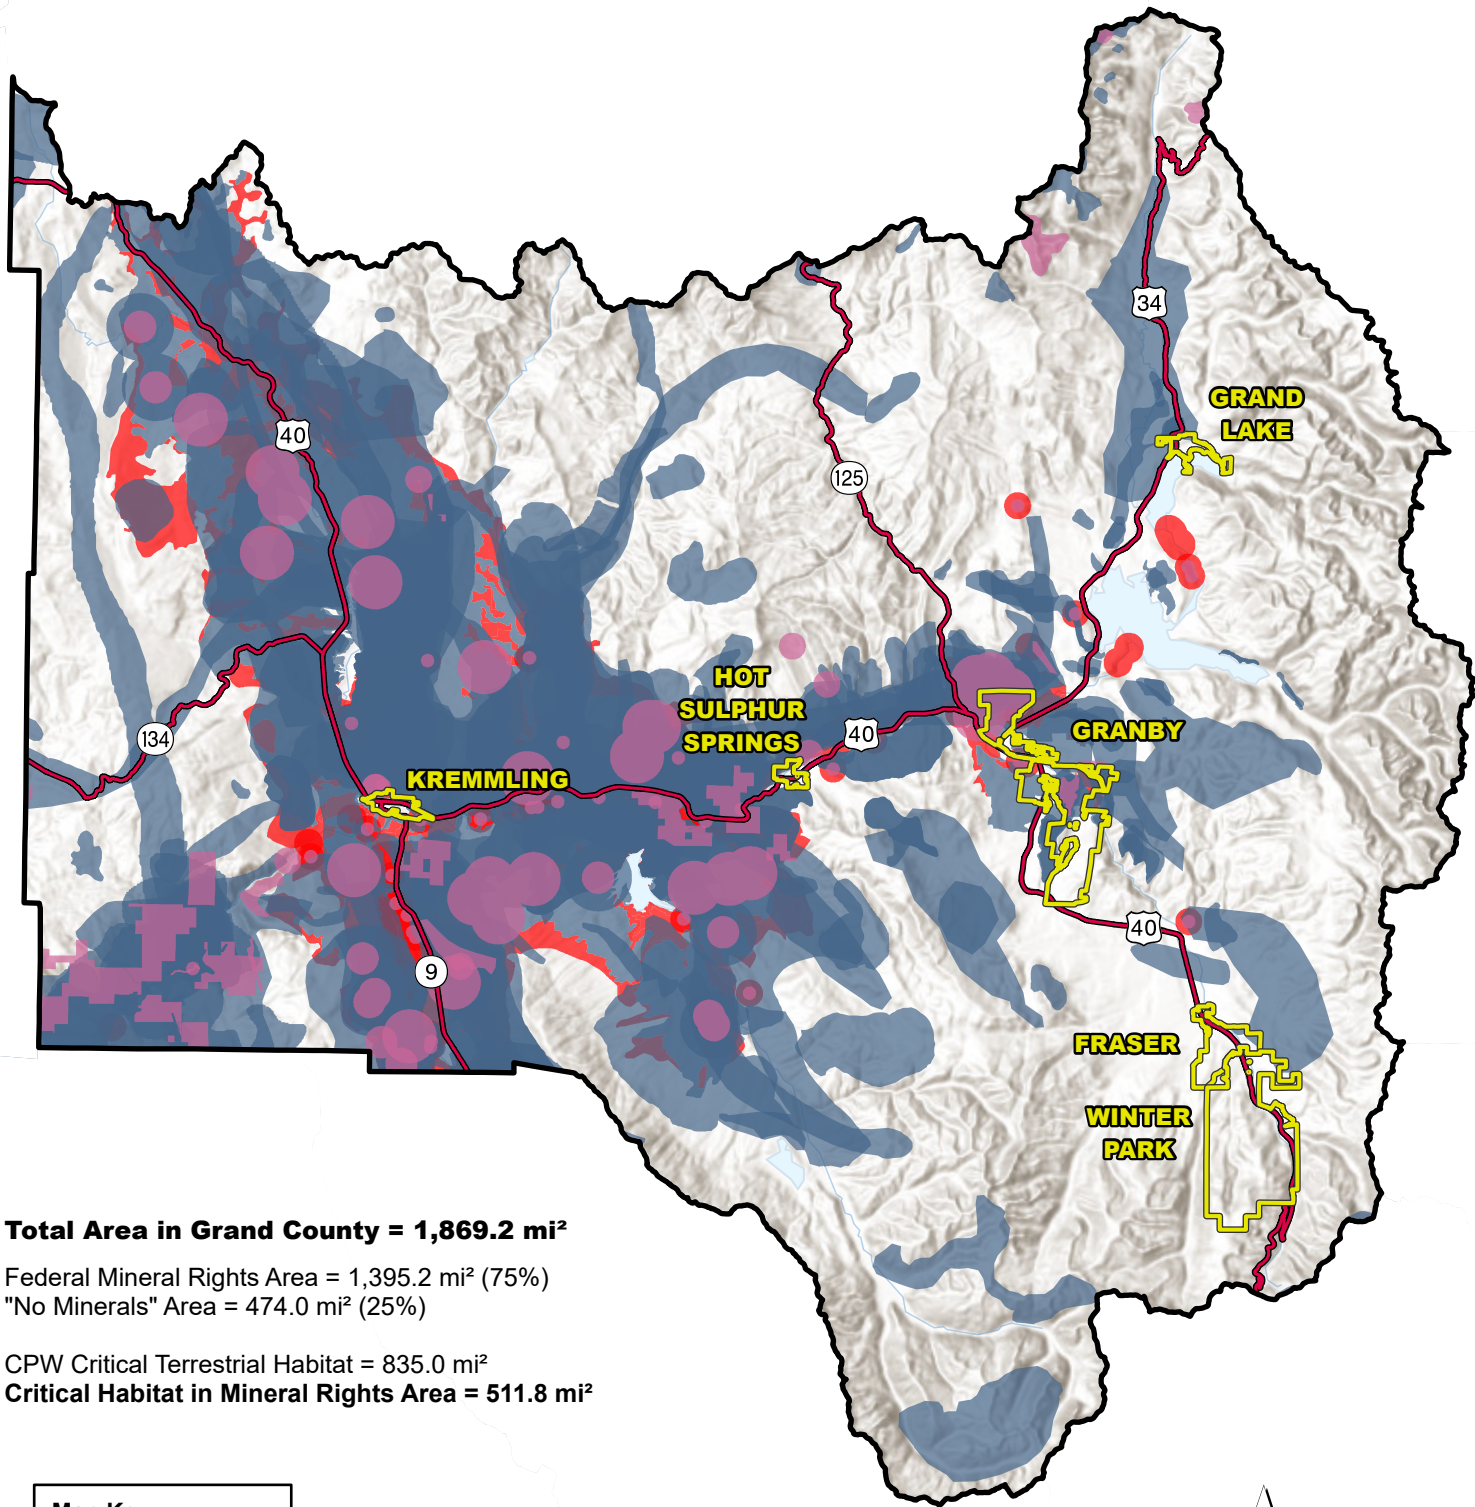 34
GRAND
LAKE
40
125
HOT
SULPHUR
SPRINGS
40
GRANBY
134
KREMMLING
40
9
FRASER
WINTER
PARK
Total Area in Grand County = 1,869.2 mi²
Federal Mineral Rights Area = 1,395.2 mi² (75%)
"No Minerals" Area = 474.0 mi² (25%)
CPW Critical Terrestrial Habitat = 835.0 mi²
Critical Habitat in Mineral Rights Area = 511.8 mi²